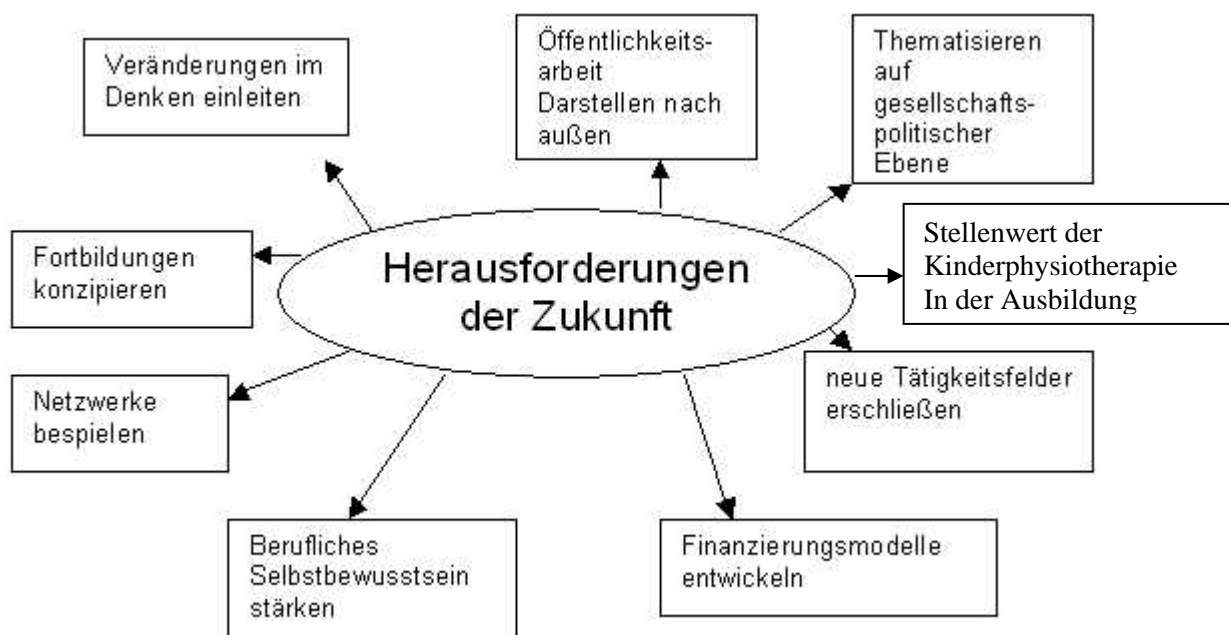 Veränderungen im
Denken einleiten
Öffentlichkeits-
arbeit
Darstellen nach
außen
Thematisieren
auf
gesellschafts-
politischer
Ebene
Fortbildungen
konzipieren
Herausforderungen
der Zukunft
Stellenwert der
Kinderphysiotherapie
In der Ausbildung
Netzwerke
bespielen
neue Tätigkeitsfelder
erschließen
Berufliches
Selbstbewusstsein
stärken
Finanzierungsmodelle
entwickeln